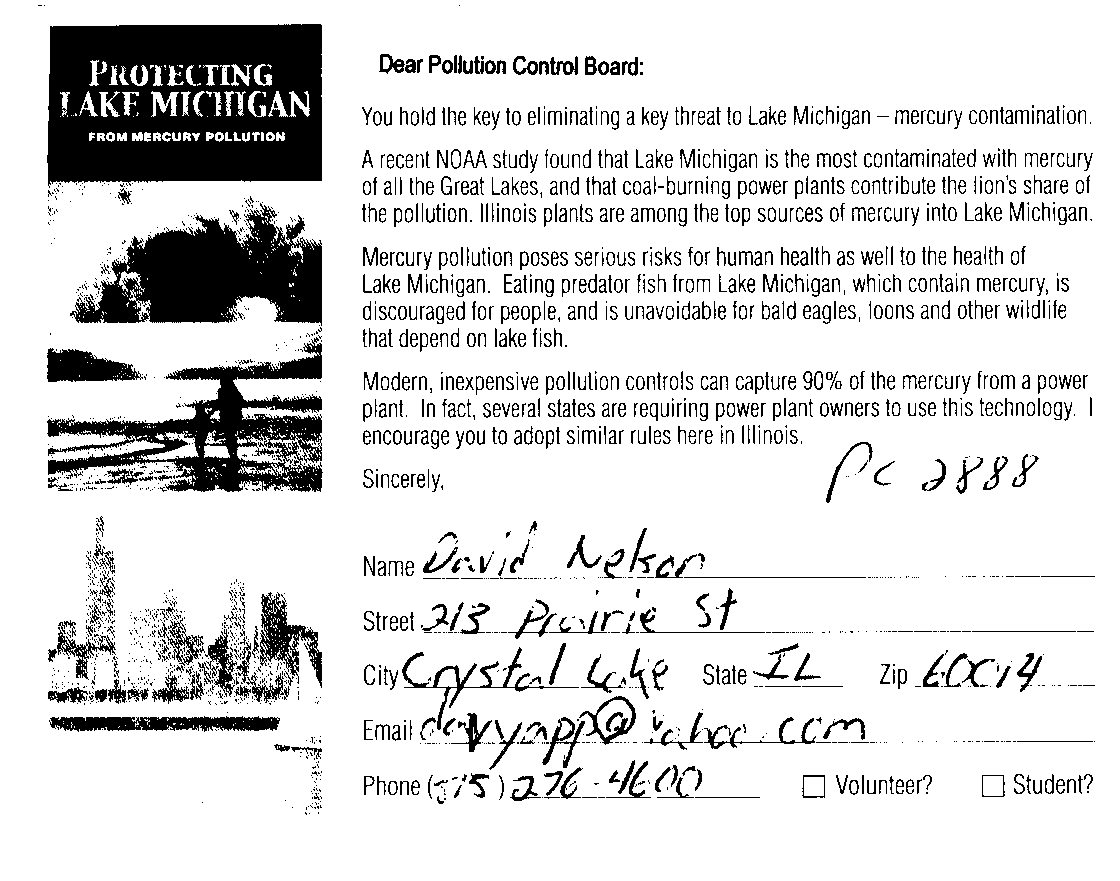 PROTECTING
LAKE MICHIGAN
FROM MERCURY POLLUTION
Dear Pollution Control Board:
You hold the key to eliminating a key threat to Lake Michigan – mercury contamination.
A recent NOAA study found that Lake Michigan is the most contaminated with mercury
of all the Great Lakes, and that coal-burning power plants contribute the lion's share of
the pollution. Illinois plants are among the top sources of mercury into Lake Michigan.
Mercury pollution poses serious risks for human health as well to the health of
Lake Michigan. Eating predator fish from Lake Michigan, which contain mercury, is
discouraged for people, and is unavoidable for bald eagles, loons and other wildlife
that depend on lake fish.
Modern, inexpensive pollution controls can capture 90% of the mercury from a power
plant. In fact, several states are requiring power plant owners to use this technology. I
encourage you to adopt similar rules here in Illinois.
Sincerely,
PC 2888
Name David Nelson
Street 213 Prairie St
City Crystal Lake State IL Zip 60014
Email davyapp@yahoo.com
Phone ( ) 276-4600 Volunteer? Student?